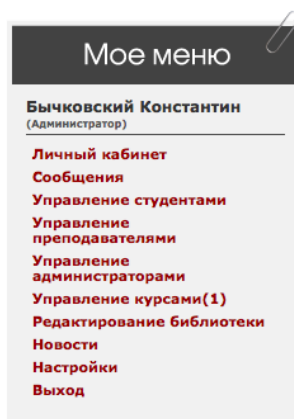 Мое меню
Бычковский Константин
(Администратор)
Личный кабинет
Сообщения
Управление студентами
Управление
преподавателями
Управление
администраторами
Управление курсами(1)
Редактирование библиотеки
Новости
Настройки
Выход